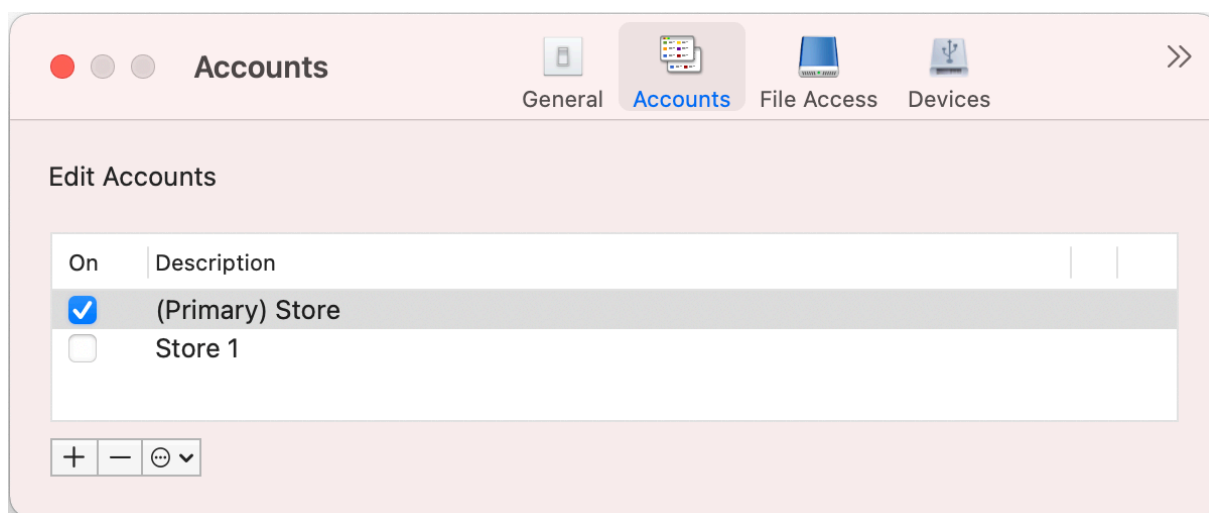 Accounts
General Accounts File Access Devices
Edit Accounts
On Description
(Primary) Store
Store 1